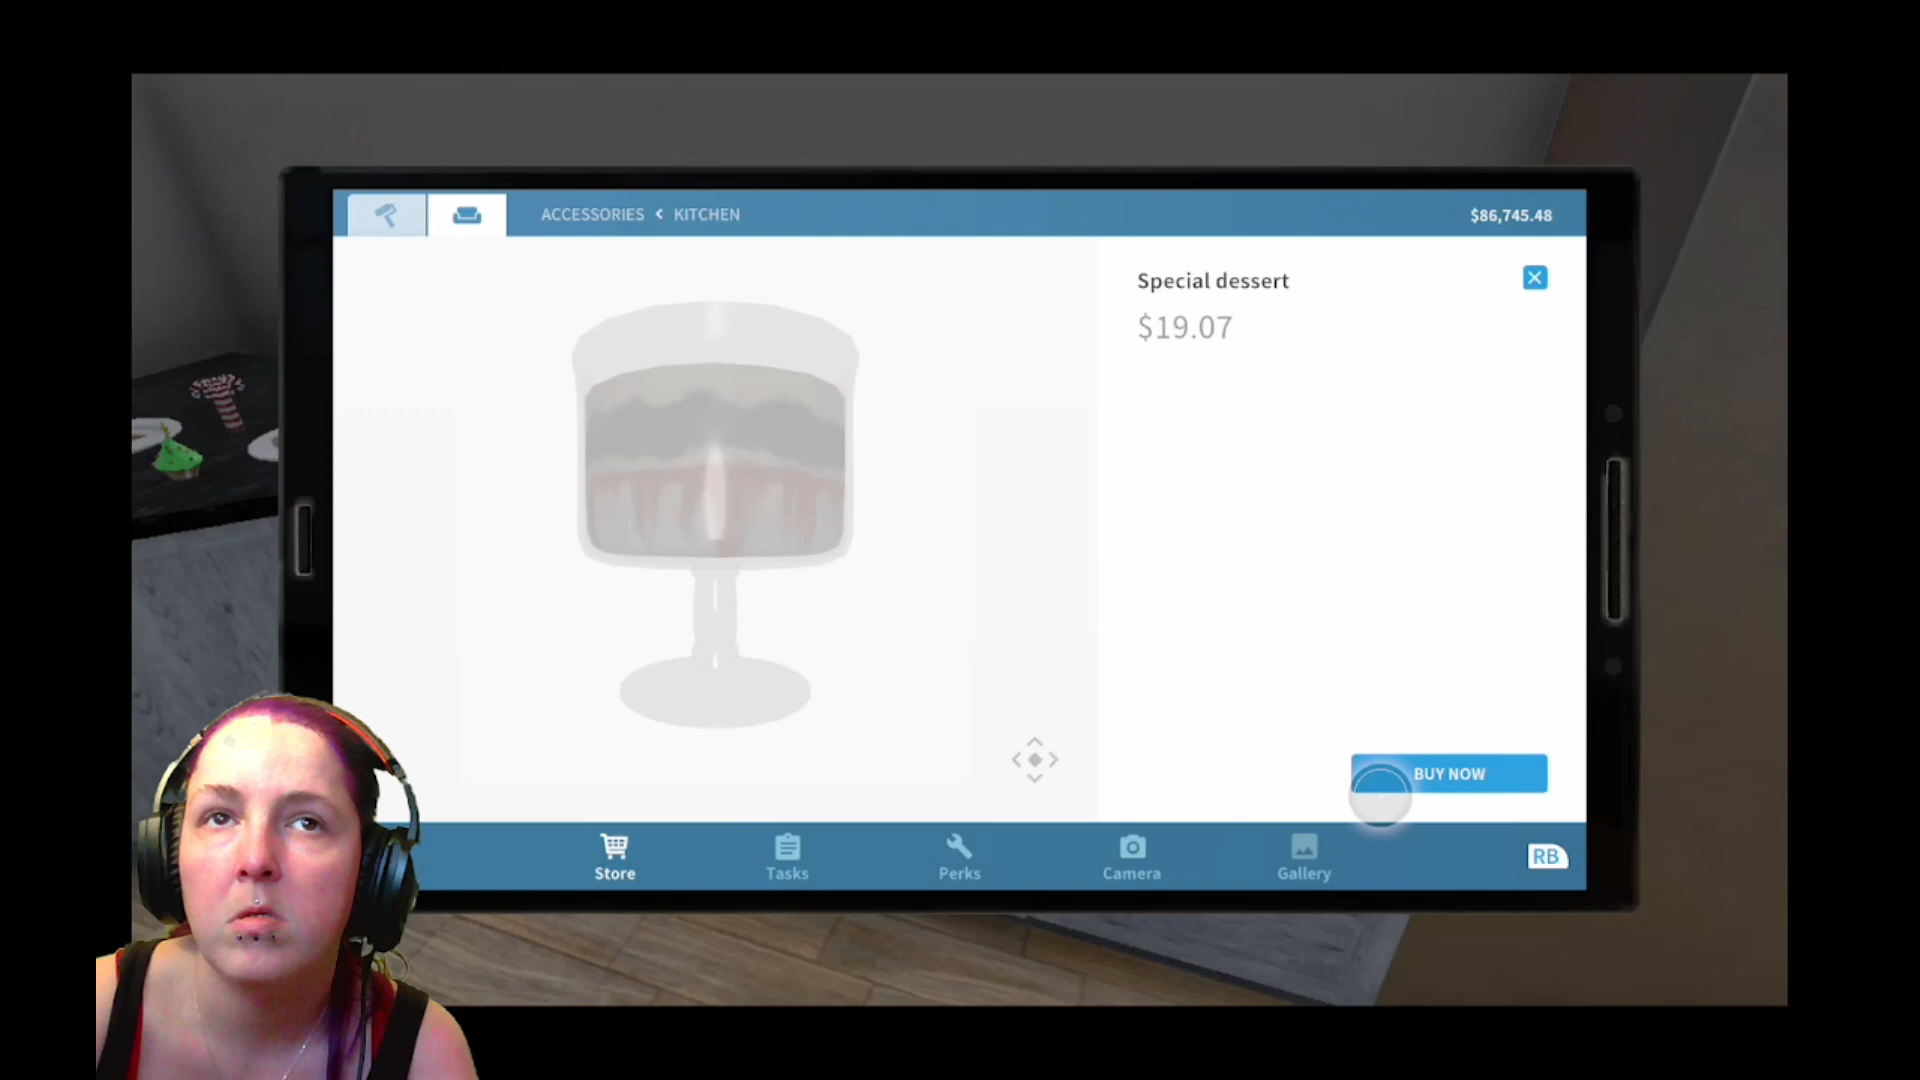 ACCESSORIES < KITCHEN
$86,745.48
Special dessert
$19.07
BUY NOW
Store
Tasks
Perks
Camera
Gallery
RB